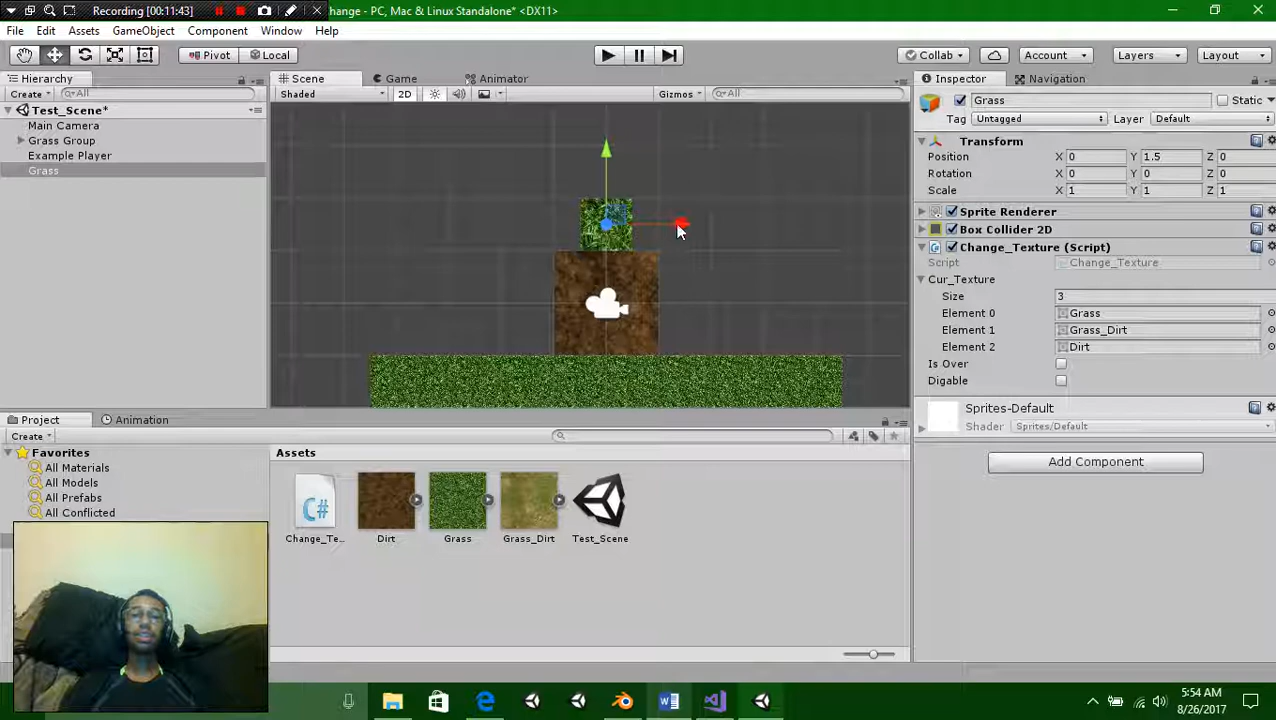 Recording [00:11:43]
change - PC, Mac & Linux Standalone* <DX11>
File Edit Assets GameObject Component Window Help
Pivot Local Collab Account Layers Layout
Hierarchy
Create All
Test_Scene*
Main Camera
Grass Group
Example Player
Grass
Scene Game Animator
Shaded 2D Gizmos All
Inspector Navigation
Grass Static
Tag Untagged Layer Default
Transform
Position X 0 Y 1.5 Z 0
Rotation X 0 Y 0 Z 0
Scale X 1 Y 1 Z 1
Sprite Renderer
Box Collider 2D
Change_Texture (Script)
Script Change_Texture
Cur_Texture
Size 3
Element 0 Grass
Element 1 Grass_Dirt
Element 2 Dirt
Is Over
Digable
Sprites-Default
Shader Sprites/Default
Add Component
Project Animation
Create
Favorites
All Materials
All Models
All Prefabs
All Conflicted
Assets
C#
Change_Te... Dirt Grass Grass_Dirt Test_Scene
5:54 AM
8/26/2017